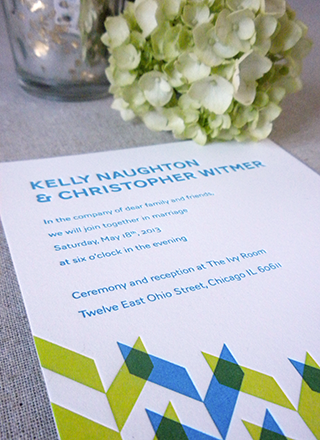 KELLY NAUGHTON
& CHRISTOPHER WITMER
In the company of dear family and friends,
we will join together in marriage
Saturday, May 18th, 2013
at six o'clock in the evening
Ceremony and reception at The Ivy Room
Twelve East Ohio Street, Chicago IL 60611